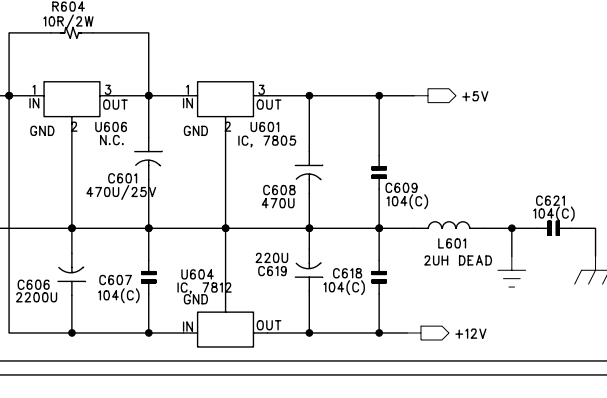 R604
10R/2W
1
IN
3
OUT
GND
2
U606
N.C.
1
IN
3
OUT
GND
2
U601
IC, 7805
+5V
C601
470U/25V
C608
470U
C609
104(C)
C621
104(C)
L601
2UH DEAD
C606
2200U
C607
104(C)
U604
IC, 7812
GND
IN
OUT
220U
C619
C618
104(C)
+12V